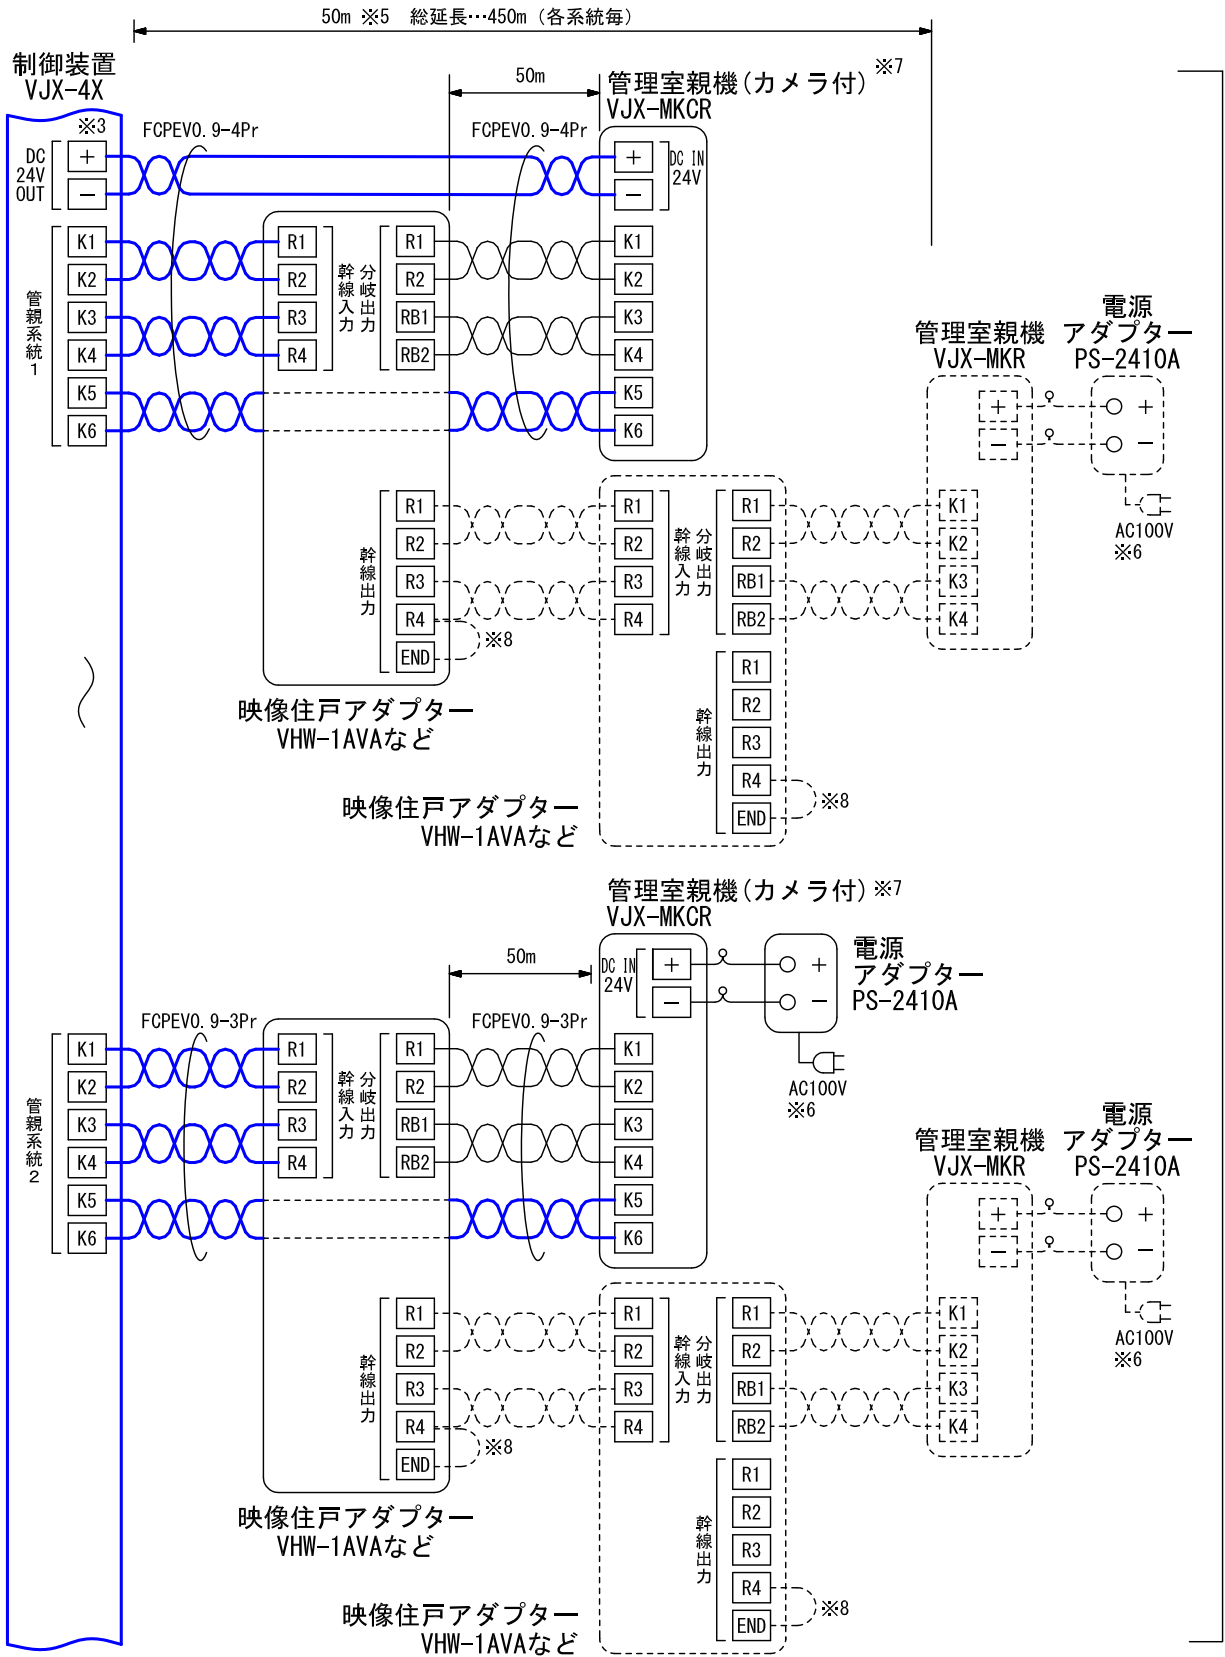 50m ※5 総延長…450m（各系統毎）
制御装置
VJX-4X
※3
FCPEV0.9-4Pr
50m
FCPEV0.9-4Pr
管理室親機(カメラ付)※7
VJX-MKCR
DC
24V
OUT
+
−
+
−
DC IN
24V
管親系統1
K1
K2
K3
K4
K5
K6
R1
R2
R3
R4
幹線入力
分岐出力
R1
R2
RB1
RB2
K1
K2
K3
K4
K5
K6
幹線出力
R1
R2
R3
R4
END
※8
映像住戸アダプター
VHW-1AVAなど
R1
R2
R3
R4
幹線入力
分岐出力
R1
R2
RB1
RB2
幹線出力
R1
R2
R3
R4
END
※8
映像住戸アダプター
VHW-1AVAなど
管理室親機
VJX-MKR
+
−
K1
K2
K3
K4
電源
アダプター
PS-2410A
+
−
AC100V
※6
管理室親機(カメラ付)※7
VJX-MKCR
50m
DC IN
24V
+
−
+
−
電源
アダプター
PS-2410A
AC100V
※6
FCPEV0.9-3Pr
FCPEV0.9-3Pr
管親系統2
K1
K2
K3
K4
K5
K6
R1
R2
R3
R4
幹線入力
分岐出力
R1
R2
RB1
RB2
K1
K2
K3
K4
K5
K6
幹線出力
R1
R2
R3
R4
END
※8
映像住戸アダプター
VHW-1AVAなど
R1
R2
R3
R4
幹線入力
分岐出力
R1
R2
RB1
RB2
幹線出力
R1
R2
R3
R4
END
※8
映像住戸アダプター
VHW-1AVAなど
管理室親機
VJX-MKR
+
−
K1
K2
K3
K4
電源
アダプター
PS-2410A
+
−
AC100V
※6